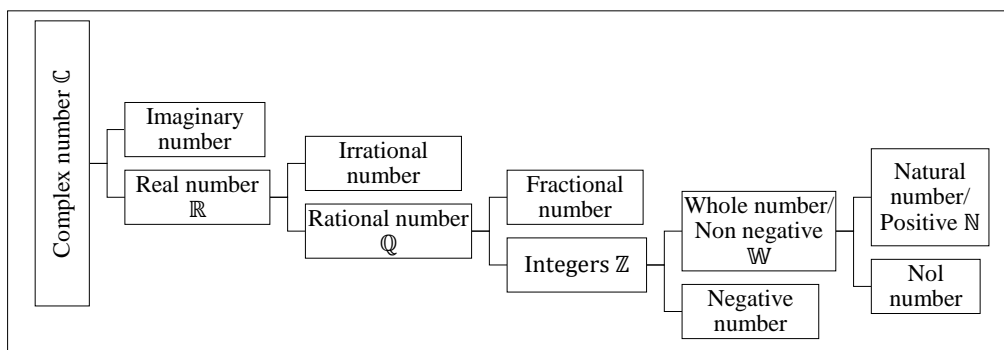 Complex number ℂ
Imaginary
number
Real number
ℝ
Irrational
number
Rational number
ℚ
Fractional
number
Integers ℤ
Whole number/
Non negative
𝕎
Negative
number
Natural
number/
Positive ℕ
Nol
number